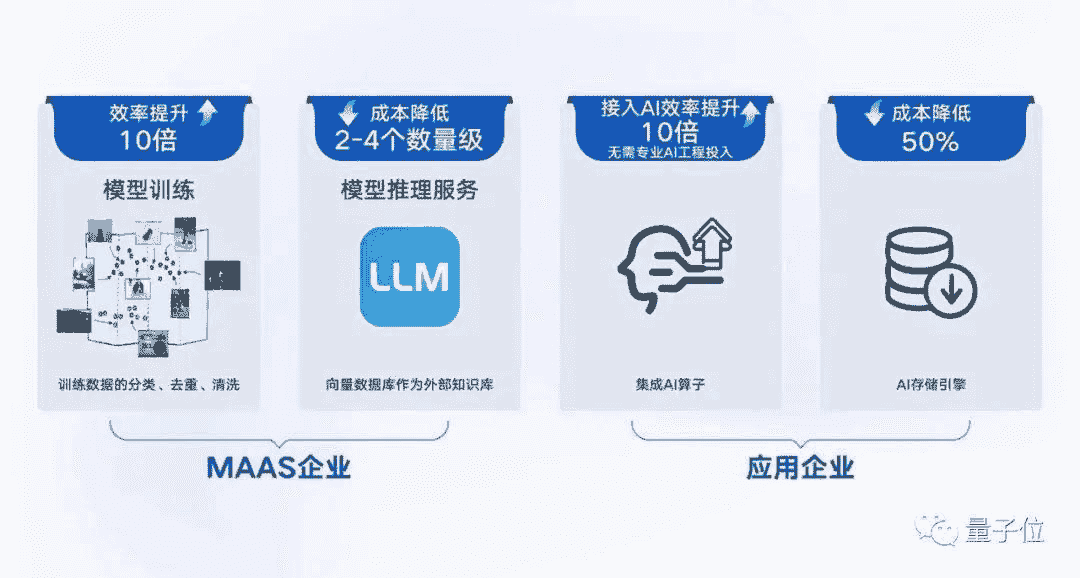 效率提升
10倍
模型训练
训练数据的分类、去重、清洗
成本降低
2-4个数量级
模型推理服务
LLM
向量数据库作为外部知识库
接入AI效率提升
10倍
无需专业AI工程投入
集成AI算子
成本降低
50%
AI存储引擎
MAAS企业
应用企业
量子位